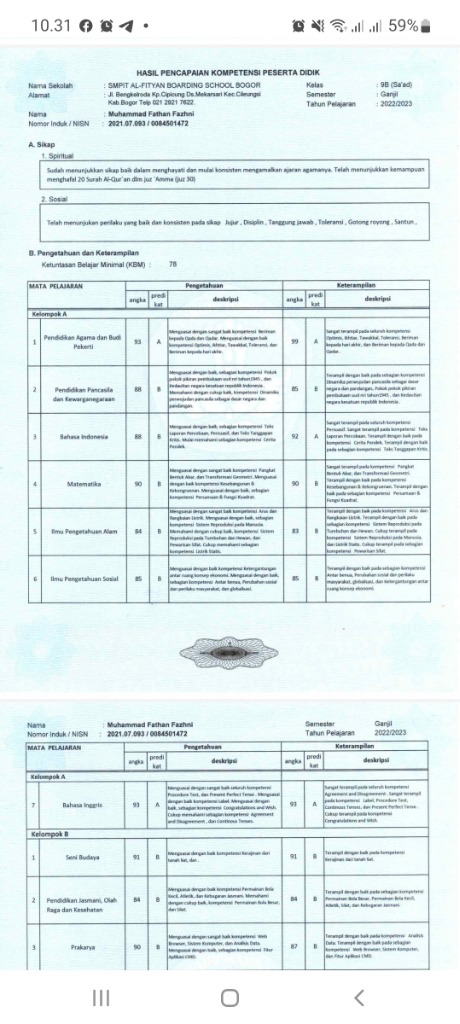 10.31
59%
HASIL PENCAPAIAN KOMPETENSI PESERTA DIDIK
Nama Sekolah : SMPIT AL-FITYAN BOARDING SCHOOL BOGOR Kelas : 9B (Sa'ad)
Alamat : Jl. Bengkelroda Kp.Cipicung Ds.Mekarsari Kec.Cileungsi Semester : Ganjil
Kab.Bogor Telp 021 2921 7622. Tahun Pelajaran : 2022/2023
Nama : Muhammad Fathan Fazhni
Nomor Induk / NISN : 2021.07.093 / 0084501472
A. Sikap
1. Spiritual
Sudah menunjukkan sikap baik dalam menghayati dan mulai konsisten mengamalkan ajaran agamanya. Telah menunjukkan kemampuan
menghafal 20 Surah Al-Qur'an dlm juz 'Amma (juz 30)
2. Sosial
Telah menunjukan perilaku yang baik dan konsisten pada sikap Jujur , Disiplin , Tanggung jawab , Toleransi , Gotong royong , Santun ,
B. Pengetahuan dan Keterampilan
Ketuntasan Belajar Minimal (KBM) : 78
MATA PELAJARAN Pengetahuan Keterampilan
angka predi kat deskripsi angka predi kat deskripsi
Kelompok A
1 Pendidikan Agama dan Budi Pekerti 93 A Menguasai dengan sangat baik kompetensi Beriman kepada Qada dan Qadar. Menguasai dengan baik kompetensi Optimis, Ikhtiar, Tawakkal, Toleransi, dan Beriman kepada hari akhir. 99 A Sangat terampil pada seluruh kompetensi Optimis, Ikhtiar, Tawakkal, Toleransi, Beriman kepada hari akhir, dan Beriman kepada Qada dan Qadar.
2 Pendidikan Pancasila dan Kewarganegaraan 88 B Menguasai dengan baik, sebagian kompetensi Pokok pokok pikiran pembukaan uud nri tahun1945 , dan Kedaulatan negara kesatuan republik indonesia. Memahami dengan cukup baik, kompetensi Dinamika perwujudan pancasila sebagai dasar negara dan pandangan. 85 B Terampil dengan baik pada sebagian kompetensi Dinamika perwujudan pancasila sebagai dasar negara dan pandangan, Pokok pokok pikiran pembukaan uud nri tahun1945 , dan Kedaulatan negara kesatuan republik indonesia.
3 Bahasa Indonesia 88 B Menguasai dengan baik, sebagian kompetensi Teks Laporan Percobaan, Persuasif, dan Teks Tanggapan Kritis. Mulai memahami sebagian kompetensi Cerita Pendek. 92 A Sangat terampil pada sebagian kompetensi Persuasif. Sangat terampil pada kompetensi Teks Laporan Percobaan. Terampil dengan baik pada kompetensi Cerita Pendek. Terampil dengan baik pada sebagian kompetensi Teks Tanggapan Kritis.
4 Matematika 90 B Menguasai dengan sangat baik kompetensi Pangkat Bentuk Akar, dan Transformasi Geometri. Menguasai dengan baik kompetensi Kesebangunan & Kekongruenan. Menguasai dengan baik, sebagian kompetensi Persamaan & Fungsi Kuadrat. 90 B Sangat terampil pada kompetensi Pangkat Bentuk Akar, dan Transformasi Geometri. Terampil dengan baik pada kompetensi Kesebangunan & Kekongruenan. Terampil dengan baik pada sebagian kompetensi Persamaan & Fungsi Kuadrat.
5 Ilmu Pengetahuan Alam 84 B Menguasai dengan sangat baik kompetensi Arus dan Rangkaian Listrik. Menguasai dengan baik, sebagian kompetensi Sistem Reproduksi pada Manusia. Memahami dengan cukup baik, kompetensi Sistem Reproduksi pada Tumbuhan dan Hewan, dan Pewarisan Sifat. Cukup memahami sebagian kompetensi Listrik Statis. 83 B Terampil dengan baik pada kompetensi Arus dan Rangkaian Listrik. Terampil dengan baik pada sebagian kompetensi Sistem Reproduksi pada Tumbuhan dan Hewan. Cukup terampil pada kompetensi Sistem Reproduksi pada Manusia, dan Listrik Statis. Cukup terampil pada sebagian kompetensi Pewarisan Sifat.
6 Ilmu Pengetahuan Sosial 85 B Menguasai dengan baik kompetensi Ketergantungan antar ruang konsep ekonomi. Menguasai dengan baik, sebagian kompetensi Antar benua, Perubahan sosial dan perilaku masyarakat, dan globalisasi. 85 B Terampil dengan baik pada sebagian kompetensi Antar benua, Perubahan sosial dan perilaku masyarakat, globalisasi, dan Ketergantungan antar ruang konsep ekonomi.
Nama : Muhammad Fathan Fazhni Semester Ganjil
Nomor Induk / NISN : 2021.07.093 / 0084501472 Tahun Pelajaran 2022/2023
MATA PELAJARAN Pengetahuan Keterampilan
angka predi kat deskripsi angka predi kat deskripsi
Kelompok A
7 Bahasa Inggris 93 A Menguasai dengan sangat baik seluruh kompetensi Procedure Text, dan Present Perfect Tense . Menguasai dengan baik kompetensi Label. Menguasai dengan baik, sebagian kompetensi Congratulations and Wish. Cukup memahami sebagian kompetensi Agreement and Disagreement , dan Continous Tenses. 93 A Sangat terampil pada seluruh kompetensi Agreement and Disagreement . Sangat terampil pada kompetensi Label, Procedure Text, Continous Tenses, dan Present Perfect Tense . Cukup terampil pada kompetensi Congratulations and Wish.
Kelompok B
1 Seni Budaya 91 B Menguasai dengan baik kompetensi Kerajinan dari tanah liat, dan . 91 B Terampil dengan baik pada kompetensi Kerajinan dari tanah liat.
2 Pendidikan Jasmani, Olah Raga dan Kesehatan 84 B Menguasai dengan baik kompetensi Permainan Bola Kecil, Atletik, dan Kebugaran Jasmani. Memahami dengan cukup baik, kompetensi Permainan Bola Besar, dan Silat. 84 B Terampil dengan baik pada sebagian kompetensi Permainan Bola Besar, Permainan Bola Kecil, Atletik, Silat, dan Kebugaran Jasmani.
3 Prakarya 90 B Menguasai dengan sangat baik kompetensi Web Browser, Sistem Komputer, dan Analisis Data. Menguasai dengan baik, sebagian kompetensi Fitur Aplikasi CMD. 87 B Terampil dengan baik pada kompetensi Analisis Data. Terampil dengan baik pada sebagian kompetensi Web Browser, Sistem Komputer, dan Fitur Aplikasi CMD.